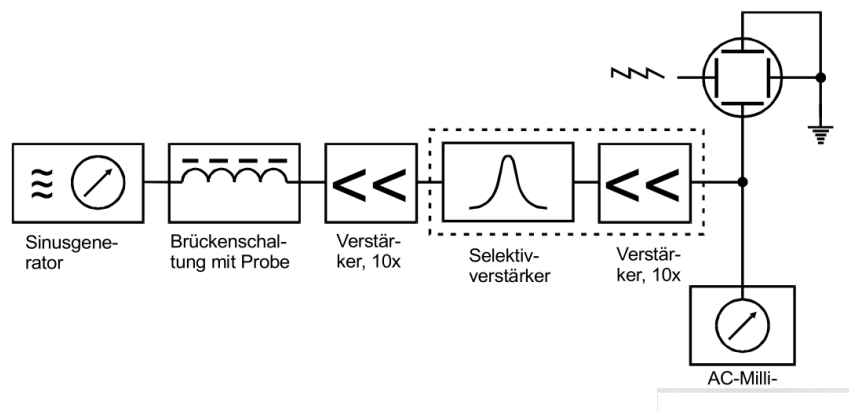 Sinusgene-
rator
Brückenschal-
tung mit Probe
Verstär-
ker, 10x
Selektiv-
verstärker
Verstär-
ker, 10x
AC-Milli-